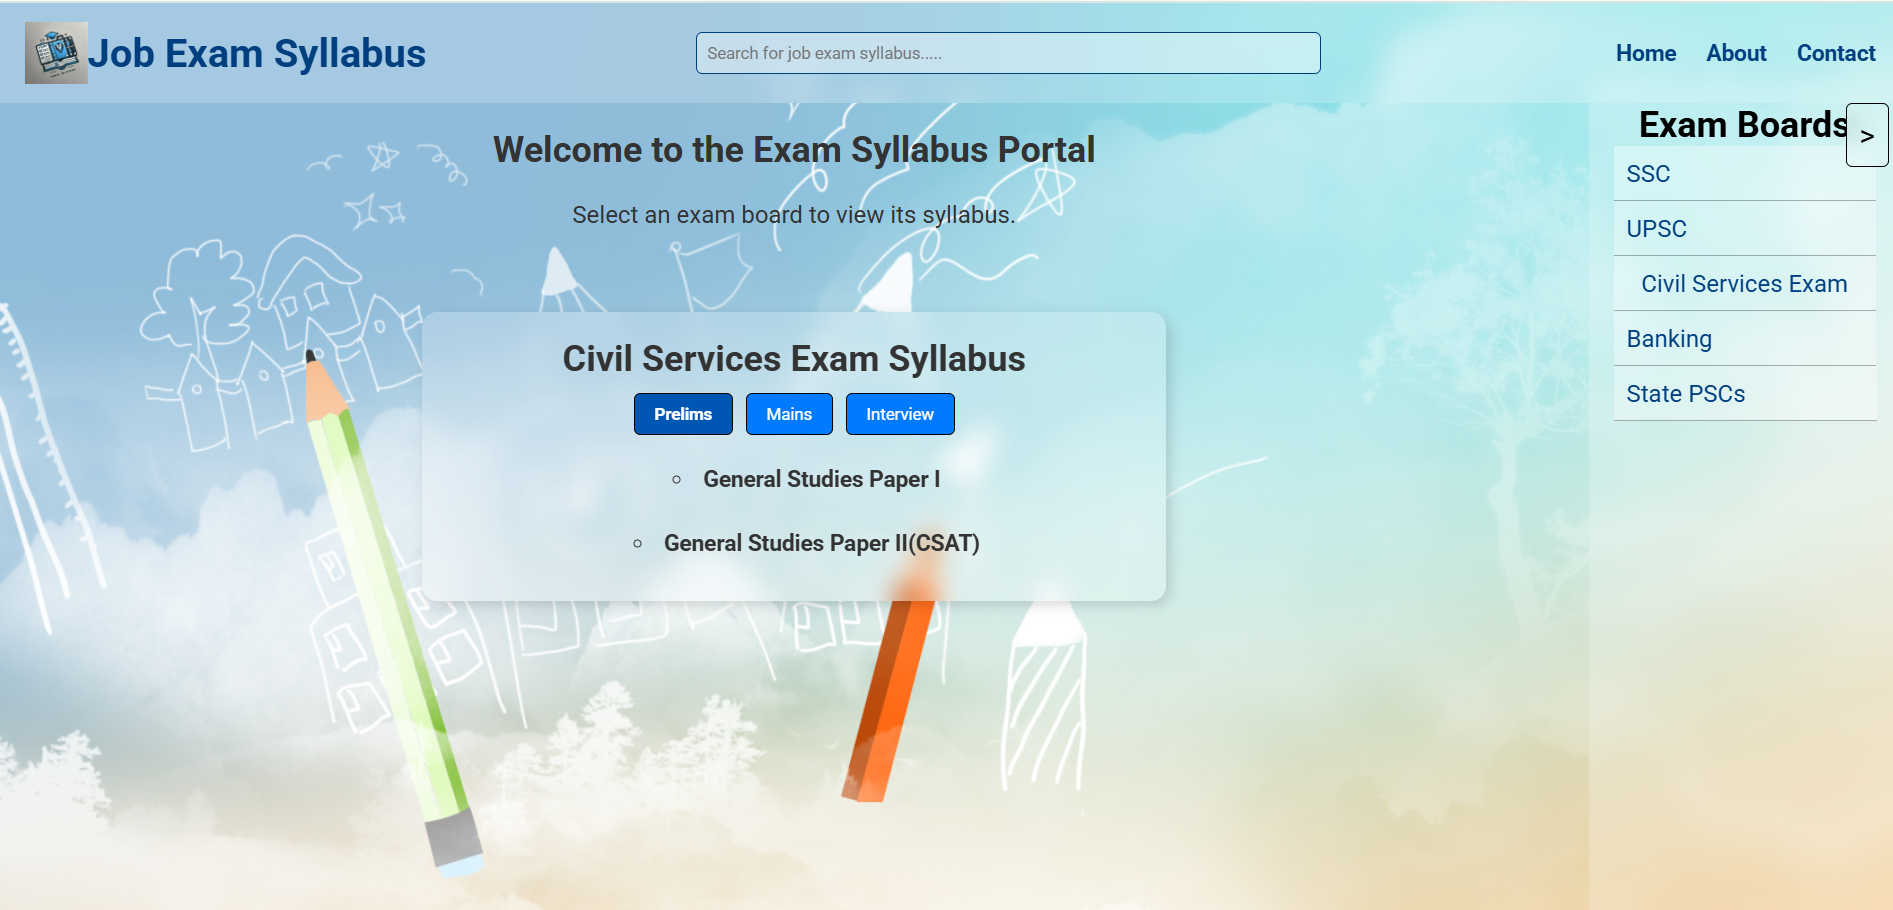 Job Exam Syllabus
Search for job exam syllabus.....
Home About Contact
Welcome to the Exam Syllabus Portal
Select an exam board to view its syllabus.
Civil Services Exam Syllabus
Prelims Mains Interview
General Studies Paper I
General Studies Paper II(CSAT)
Exam Boards
>
SSC
UPSC
Civil Services Exam
Banking
State PSCs